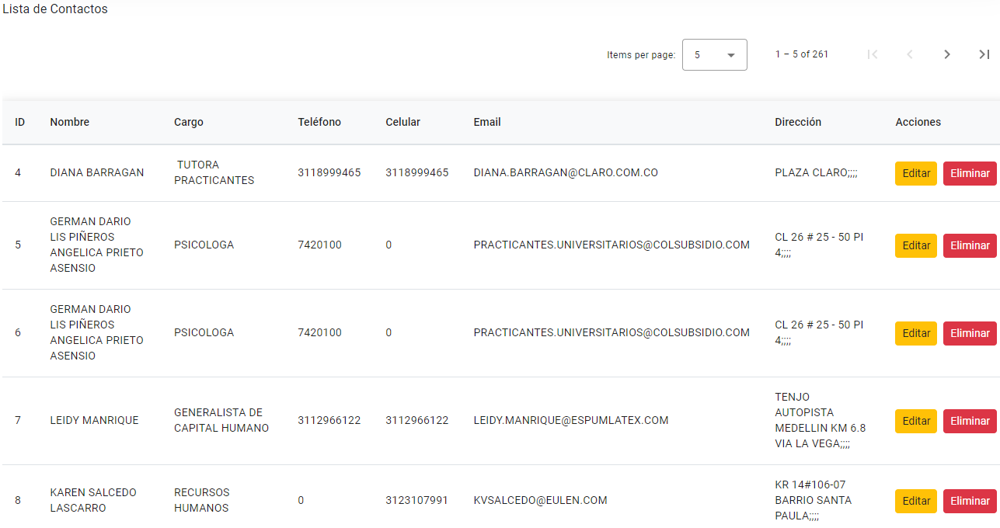 Lista de Contactos
Items per page: 5 1 – 5 of 261
ID Nombre Cargo Teléfono Celular Email Dirección Acciones
4 DIANA BARRAGAN TUTORA PRACTICANTES 3118999465 3118999465 DIANA.BARRAGAN@CLARO.COM.CO PLAZA CLARO;;;; Editar Eliminar
5 GERMAN DARIO LIS PIÑEROS ANGELICA PRIETO ASENSIO PSICOLOGA 7420100 0 PRACTICANTES.UNIVERSITARIOS@COLSUBSIDIO.COM CL 26 # 25 - 50 PI 4;;;; Editar Eliminar
6 GERMAN DARIO LIS PIÑEROS ANGELICA PRIETO ASENSIO PSICOLOGA 7420100 0 PRACTICANTES.UNIVERSITARIOS@COLSUBSIDIO.COM CL 26 # 25 - 50 PI 4;;;; Editar Eliminar
7 LEIDY MANRIQUE GENERALISTA DE CAPITAL HUMANO 3112966122 3112966122 LEIDY.MANRIQUE@ESPUMLATEX.COM TENJO AUTOPISTA MEDELLIN KM 6.8 VIA LA VEGA;;;; Editar Eliminar
8 KAREN SALCEDO LASCARRO RECURSOS HUMANOS 0 3123107991 KVSALCEDO@EULEN.COM KR 14#106-07 BARRIO SANTA PAULA;;;; Editar Eliminar